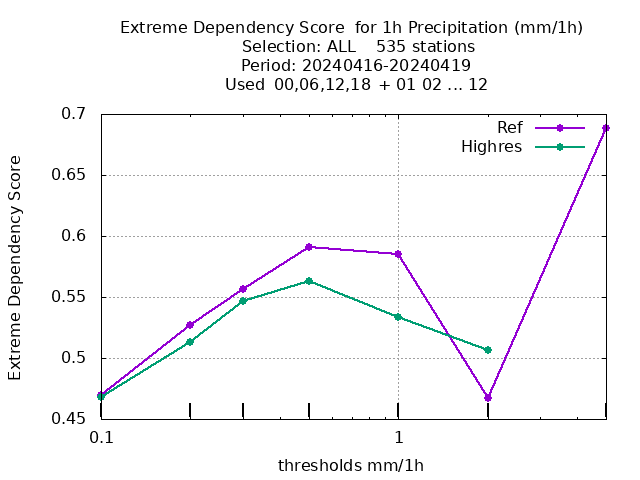 Extreme Dependency Score  for 1h Precipitation (mm/1h)
Selection: ALL    535 stations
Period: 20240416-20240419
Used  00,06,12,18 + 01 02 ... 12
Ref
Highres
0.7
0.65
0.6
0.55
0.5
0.45
Extreme Dependency Score
0.1
1
thresholds mm/1h